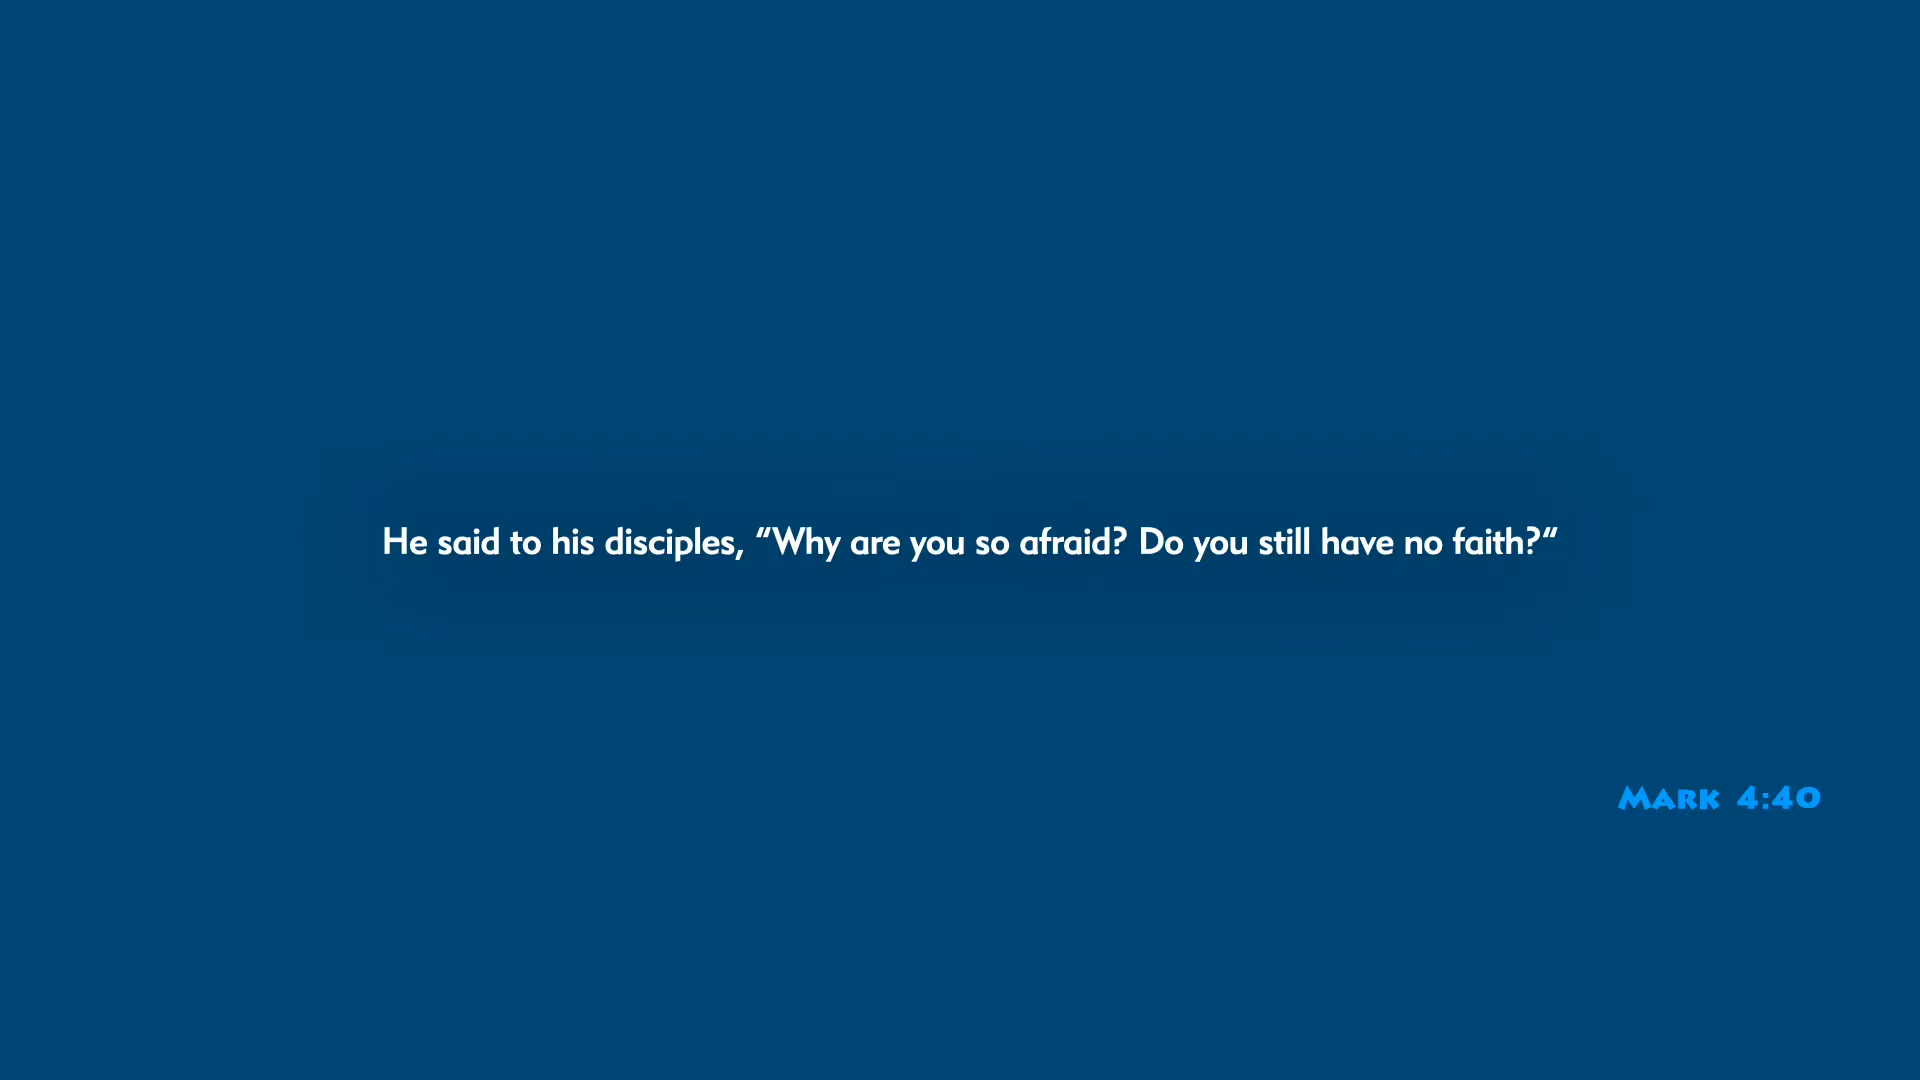 He said to his disciples, “Why are you so afraid? Do you still have no faith?“
Mark 4:40